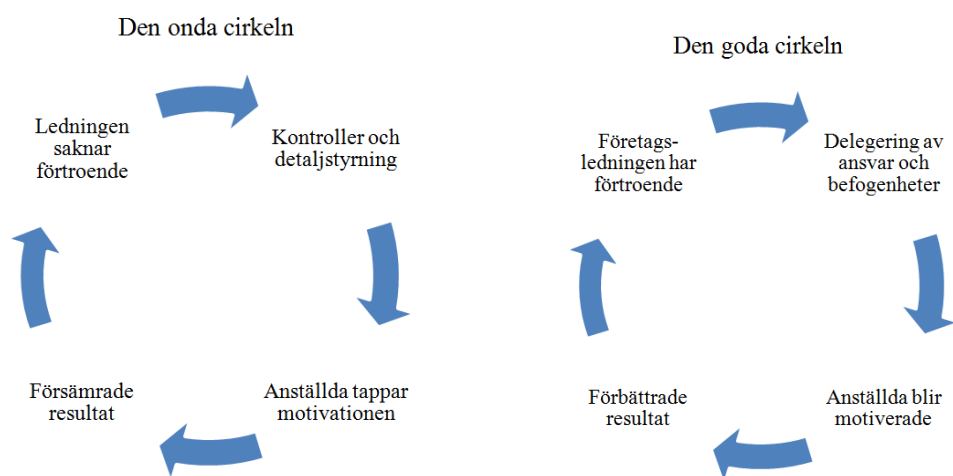 Den onda cirkeln
Ledningen
saknar
förtroende
Kontroller och
detaljstyrning
Anställda tappar
motivationen
Försämrade
resultat
Den goda cirkeln
Företags-
ledningen har
förtroende
Delegering av
ansvar och
befogenheter
Anställda blir
motiverade
Förbättrade
resultat